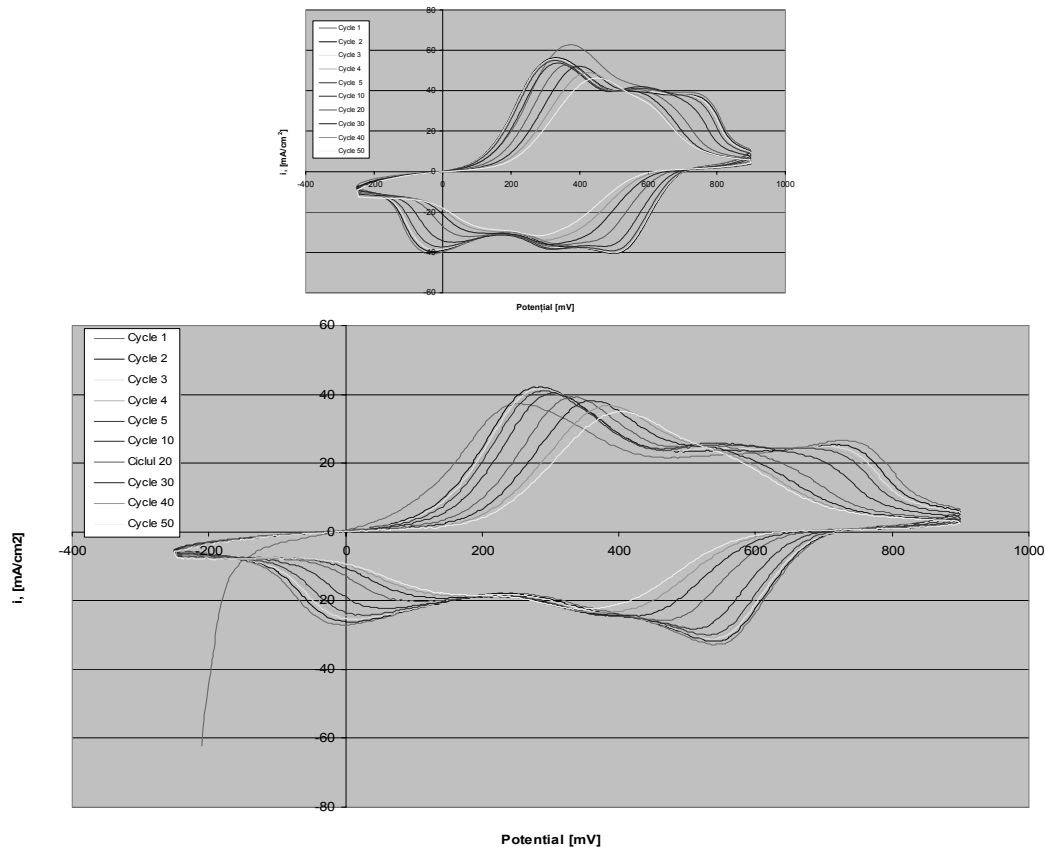 80
60
40
20
0
-20
-40
-60
-400
-200
0
200
400
600
800
1000
Cycle 1
Cycle 2
Cycle 3
Cycle 4
Cycle 5
Cycle 10
Cycle 20
Cycle 30
Cycle 40
Cycle 50
i, [mA/cm²]
Potențial [mV]
60
40
20
0
-20
-40
-60
-80
-400
-200
0
200
400
600
800
1000
Cycle 1
Cycle 2
Cycle 3
Cycle 4
Cycle 5
Cycle 10
Ciclul 20
Cycle 30
Cycle 40
Cycle 50
i, [mA/cm2]
Potential [mV]